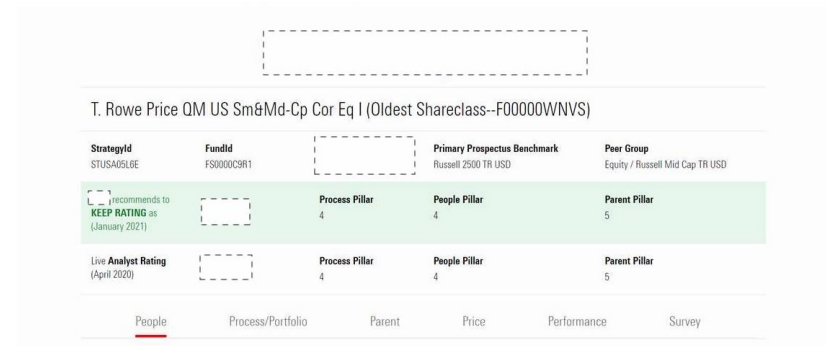 T. Rowe Price QM US Sm&Md-Cp Cor Eq I (Oldest Shareclass--F00000WNVS)
StrategyId FundId Primary Prospectus Benchmark Peer Group
STUSA05L6E FS0000C9R1 Russell 2500 TR USD Equity / Russell Mid Cap TR USD
recommends to Process Pillar People Pillar Parent Pillar
KEEP RATING as 4 4 5
(January 2021)
Live Analyst Rating Process Pillar People Pillar Parent Pillar
(April 2020) 4 4 5
People Process/Portfolio Parent Price Performance Survey